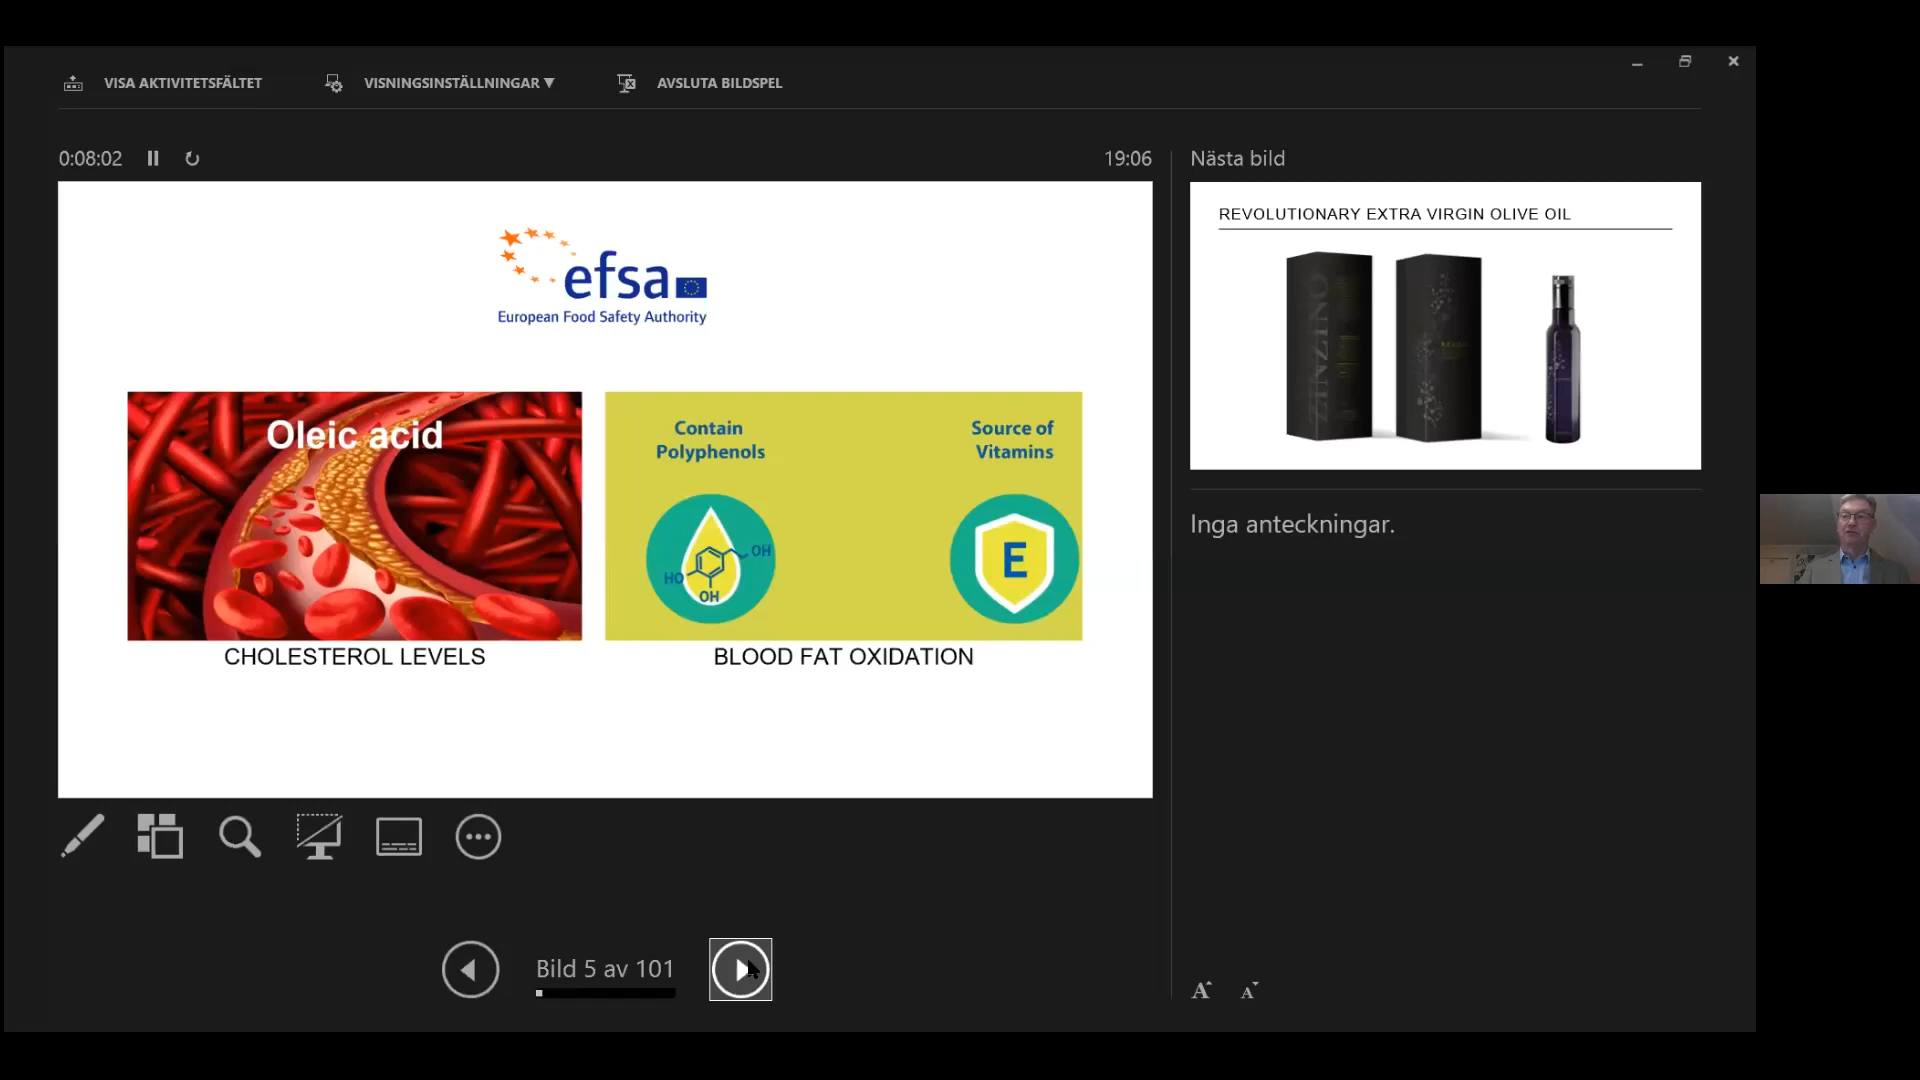 VISA AKTIVITETSFÄLTET
VISNINGSINSTÄLLNINGAR ▼
AVSLUTA BILDSPEL
0:08:02
19:06
efsa
European Food Safety Authority
Oleic acid
CHOLESTEROL LEVELS
Contain
Polyphenols
HO
OH
OH
Source of
Vitamins
E
BLOOD FAT OXIDATION
Bild 5 av 101
Nästa bild
REVOLUTIONARY EXTRA VIRGIN OLIVE OIL
ZINZINO
Inga anteckningar.
A
A